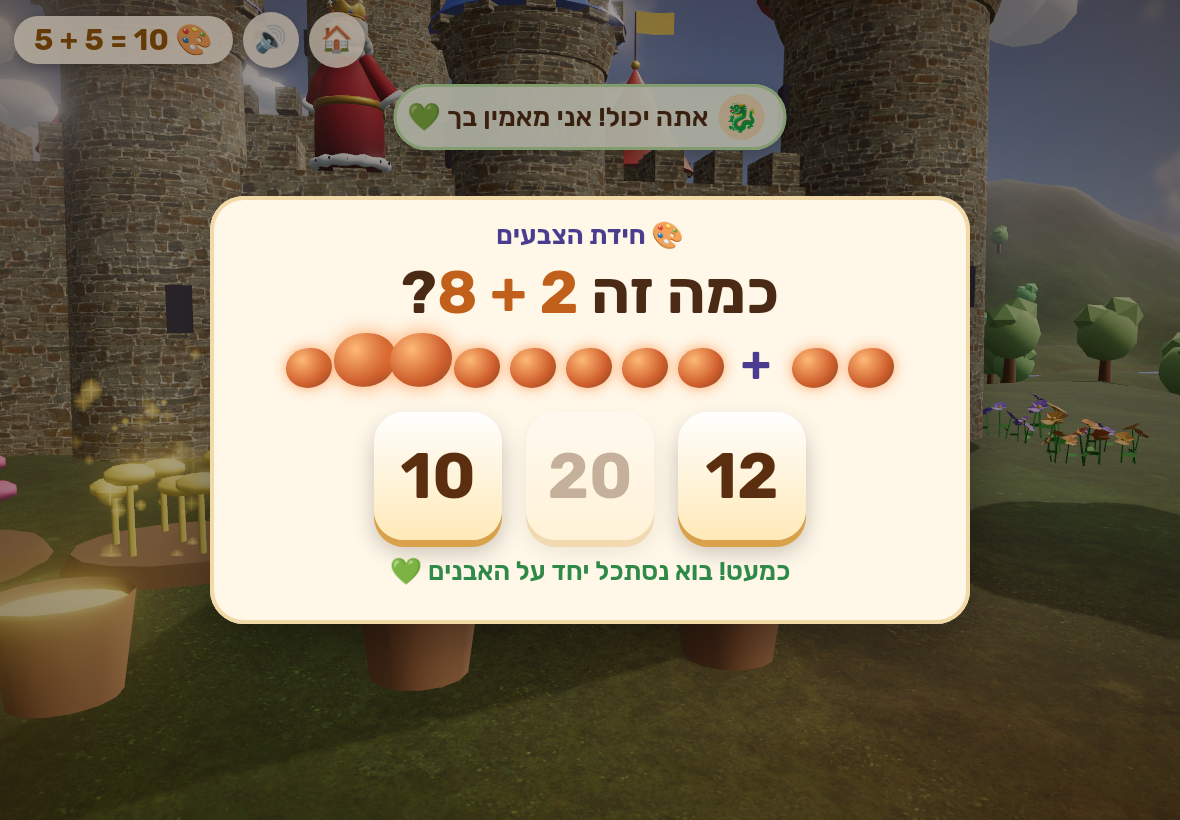 5 + 5 = 10
אתה יכול! אני מאמין בך
חידת הצבעים
כמה זה 8 + 2?
+
10 20 12
כמעט! בוא נסתכל יחד על האבנים